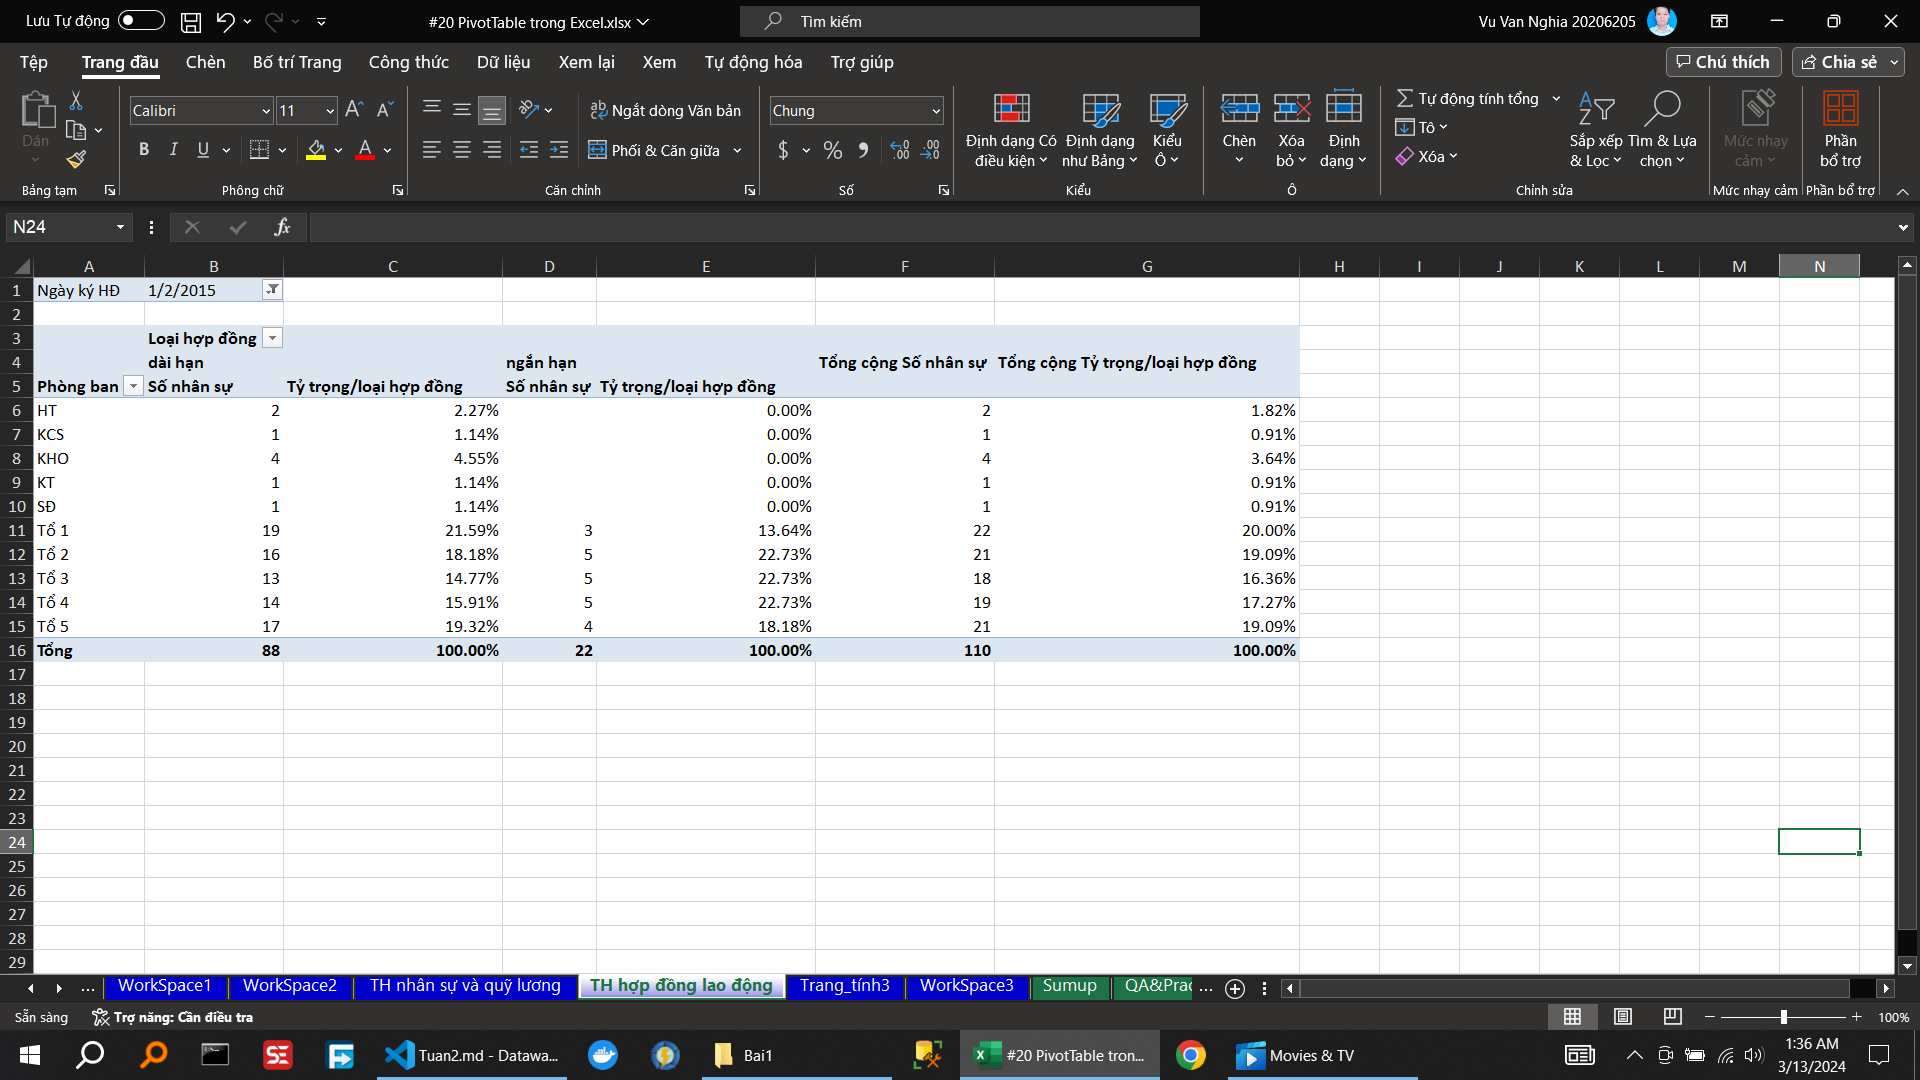 Lưu Tự động
#20 PivotTable trong Excel.xlsx
Tìm kiếm
Vu Van Nghia 20206205
Tệp Trang đầu Chèn Bố trí Trang Công thức Dữ liệu Xem lại Xem Tự động hóa Trợ giúp
Chú thích Chia sẻ
Dán
Bảng tạm
Calibri 11
B I U A
Phông chữ
Ngắt dòng Văn bản
Phối & Căn giữa
Căn chỉnh
Chung
$ % ,
Số
Định dạng Có điều kiện
Định dạng như Bảng
Kiểu Ô
Kiểu
Chèn
Xóa bỏ
Định dạng
Ô
Tự động tính tổng
Tô
Xóa
Sắp xếp & Lọc
Tìm & Lựa chọn
Chỉnh sửa
Mức nhạy cảm
Mức nhạy cảm
Phần bổ trợ
Phần bổ trợ
N24
fx
A B C D E F G H I J K L M N
1 Ngày ký HĐ 1/2/2015
2
3 Loại hợp đồng
4 dài hạn ngắn hạn Tổng cộng Số nhân sự Tổng cộng Tỷ trọng/loại hợp đồng
5 Phòng ban Số nhân sự Tỷ trọng/loại hợp đồng Số nhân sự Tỷ trọng/loại hợp đồng
6 HT 2 2.27% 0.00% 2 1.82%
7 KCS 1 1.14% 0.00% 1 0.91%
8 KHO 4 4.55% 0.00% 4 3.64%
9 KT 1 1.14% 0.00% 1 0.91%
10 SĐ 1 1.14% 0.00% 1 0.91%
11 Tổ 1 19 21.59% 3 13.64% 22 20.00%
12 Tổ 2 16 18.18% 5 22.73% 21 19.09%
13 Tổ 3 13 14.77% 5 22.73% 18 16.36%
14 Tổ 4 14 15.91% 5 22.73% 19 17.27%
15 Tổ 5 17 19.32% 4 18.18% 21 19.09%
16 Tổng 88 100.00% 22 100.00% 110 100.00%
17
18
19
20
21
22
23
24
25
26
27
28
29
... WorkSpace1 WorkSpace2 TH nhân sự và quỹ lương TH hợp đồng lao động Trang_tính3 WorkSpace3 Sumup QA&Prac ...
Sẵn sàng Trợ năng: Cần điều tra 100%
Tuan2.md - Datawa... Bai1 #20 PivotTable tron... Movies & TV
1:36 AM
3/13/2024